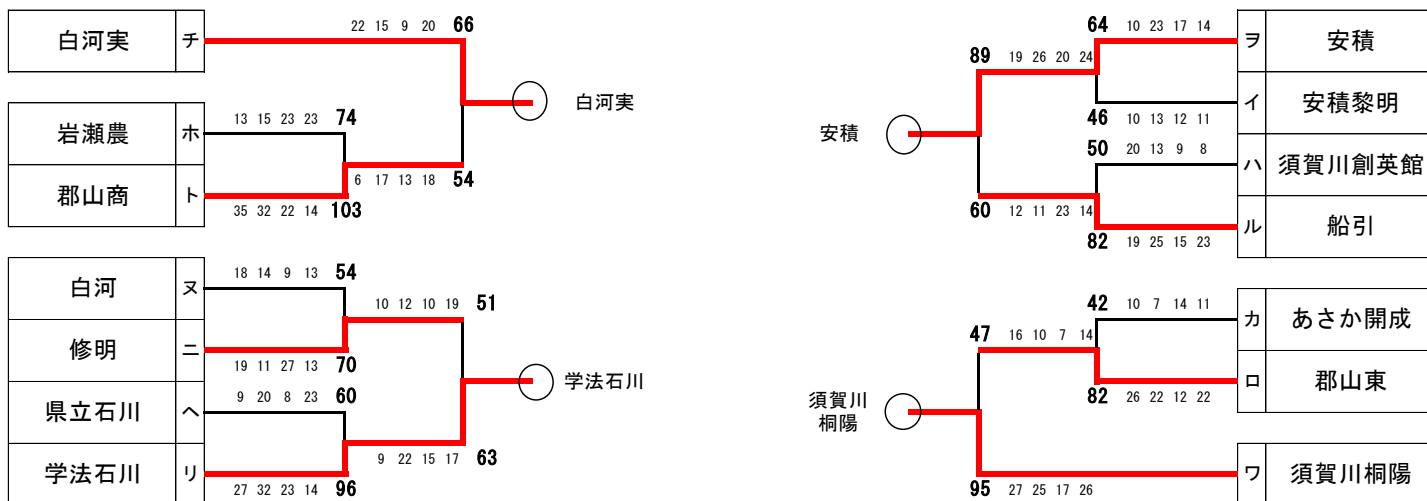 白河実 チ 22 15 9 20 66
白河実
岩瀬農 ホ 13 15 23 23 74
6 17 13 18 54
郡山商 ト 35 32 22 14 103
白河 ヌ 18 14 9 13 54
10 12 10 19 51
修明 ニ 19 11 27 13 70
学法石川
県立石川 ヘ 9 20 8 23 60
9 22 15 17 63
学法石川 リ 27 32 23 14 96
64 10 23 17 14 ヲ 安積
89 19 26 20 24
46 10 13 12 11 イ 安積黎明
安積
50 20 13 9 8 ハ 須賀川創英館
60 12 11 23 14
82 19 25 15 23 ル 船引
42 10 7 14 11 カ あさか開成
47 16 10 7 14
82 26 22 12 22 ロ 郡山東
須賀川
桐陽
95 27 25 17 26 ワ 須賀川桐陽